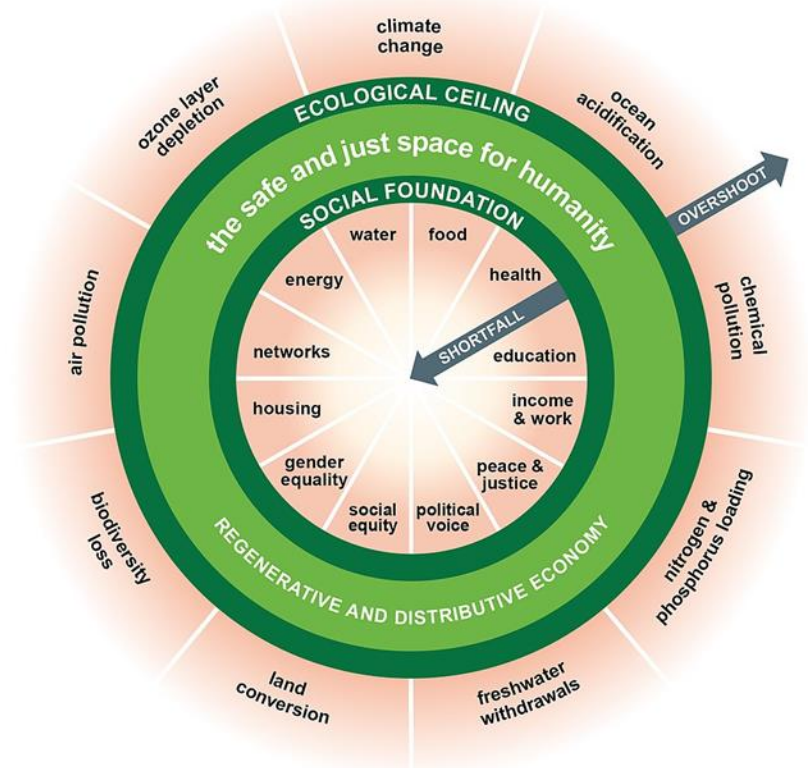 climate
change
ocean
acidification
chemical
pollution
nitrogen &
phosphorus loading
freshwater
withdrawals
land
conversion
biodiversity
loss
air pollution
ozone layer
depletion
OVERSHOOT
ECOLOGICAL CEILING
the safe and just space for humanity
SOCIAL FOUNDATION
water
food
health
SHORTFALL
education
income
& work
peace &
justice
political
voice
social
equity
gender
equality
housing
networks
energy
REGENERATIVE AND DISTRIBUTIVE ECONOMY